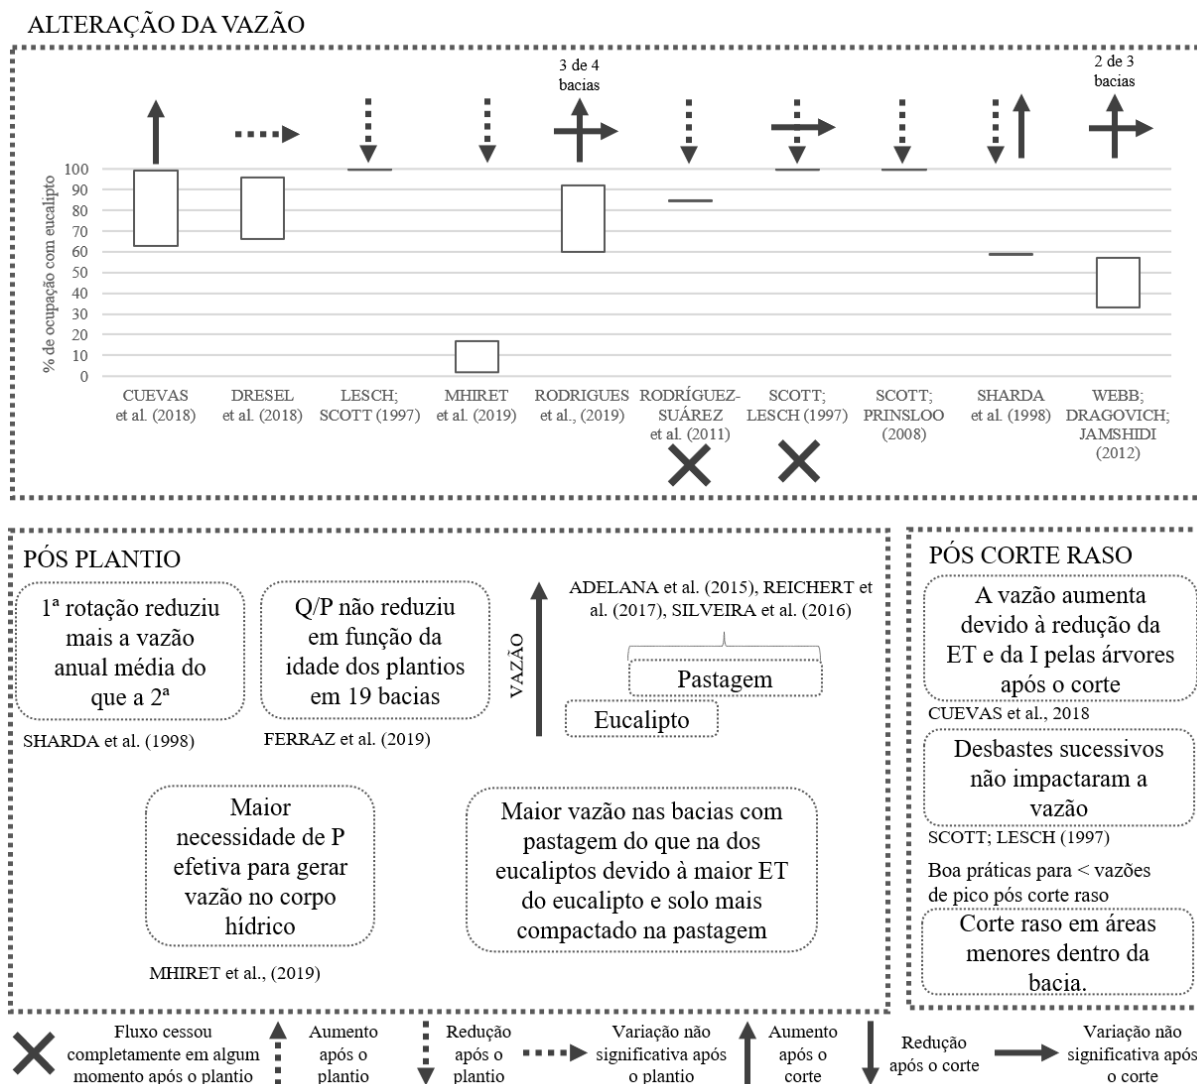 ALTERAÇÃO DA VAZÃO
3 de 4
bacias
2 de 3
bacias
% de ocupação com eucalipto
100
90
80
70
60
50
40
30
20
10
0
CUEVAS
et al. (2018)
DRESEL
et al. (2018)
LESCH;
SCOTT (1997)
MHIRET
et al. (2019)
RODRIGUES
et al., (2019)
RODRÍGUEZ-
SUÁREZ
et al. (2011)
SCOTT;
LESCH (1997)
SCOTT;
PRINSLOO
(2008)
SHARDA
et al. (1998)
WEBB;
DRAGOVICH;
JAMSHIDI
(2012)
PÓS PLANTIO
1ª rotação reduziu
mais a vazão
anual média do
que a 2ª
SHARDA et al. (1998)
Q/P não reduziu
em função da
idade dos plantios
em 19 bacias
FERRAZ et al. (2019)
VAZÃO
ADELANA et al. (2015), REICHERT et
al. (2017), SILVEIRA et al. (2016)
Pastagem
Eucalipto
Maior
necessidade de P
efetiva para gerar
vazão no corpo
hídrico
MHIRET et al., (2019)
Maior vazão nas bacias com
pastagem do que na dos
eucaliptos devido à maior ET
do eucalipto e solo mais
compactado na pastagem
PÓS CORTE RASO
A vazão aumenta
devido à redução da
ET e da I pelas árvores
após o corte
CUEVAS et al., 2018
Desbastes sucessivos
não impactaram a
vazão
SCOTT; LESCH (1997)
Boa práticas para < vazões
de pico pós corte raso
Corte raso em áreas
menores dentro da
bacia.
Fluxo cessou
completamente em algum
momento após o plantio
Aumento
após o
plantio
Redução
após o
plantio
Variação não
significativa após
o plantio
Aumento
após o
corte
Redução
após o corte
Variação não
significativa após
o corte